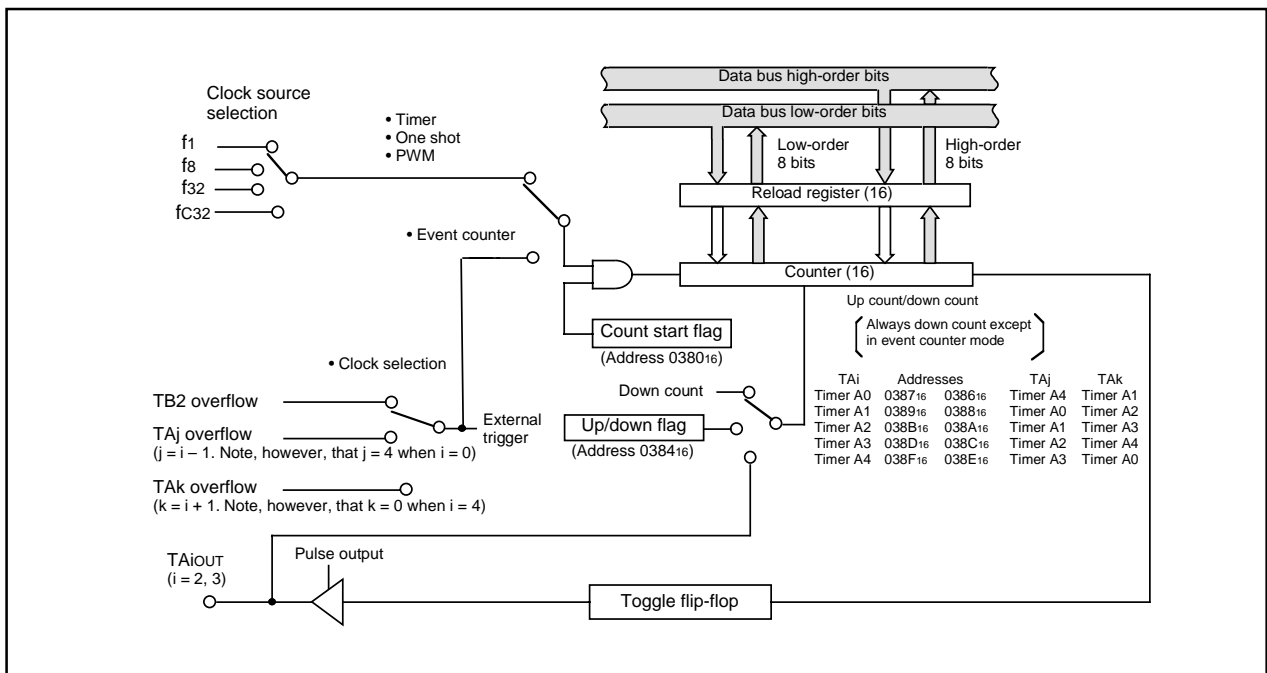 Data bus high-order bits
Data bus low-order bits
Clock source
selection
f1
f8
f32
fC32
• Timer
• One shot
• PWM
Low-order
8 bits
High-order
8 bits
Reload register (16)
• Event counter
Counter (16)
Up count/down count
Always down count except
in event counter mode
Count start flag
(Address 038016)
• Clock selection
TB2 overflow
TAj overflow
(j = i – 1. Note, however, that j = 4 when i = 0)
External
trigger
TAk overflow
(k = i + 1. Note, however, that k = 0 when i = 4)
Down count
Up/down flag
(Address 038416)
TAi Addresses TAj TAk
Timer A0 038716 038616 Timer A4 Timer A1
Timer A1 038916 038816 Timer A0 Timer A2
Timer A2 038B16 038A16 Timer A1 Timer A3
Timer A3 038D16 038C16 Timer A2 Timer A4
Timer A4 038F16 038E16 Timer A3 Timer A0
TAiOUT
(i = 2, 3)
Pulse output
Toggle flip-flop